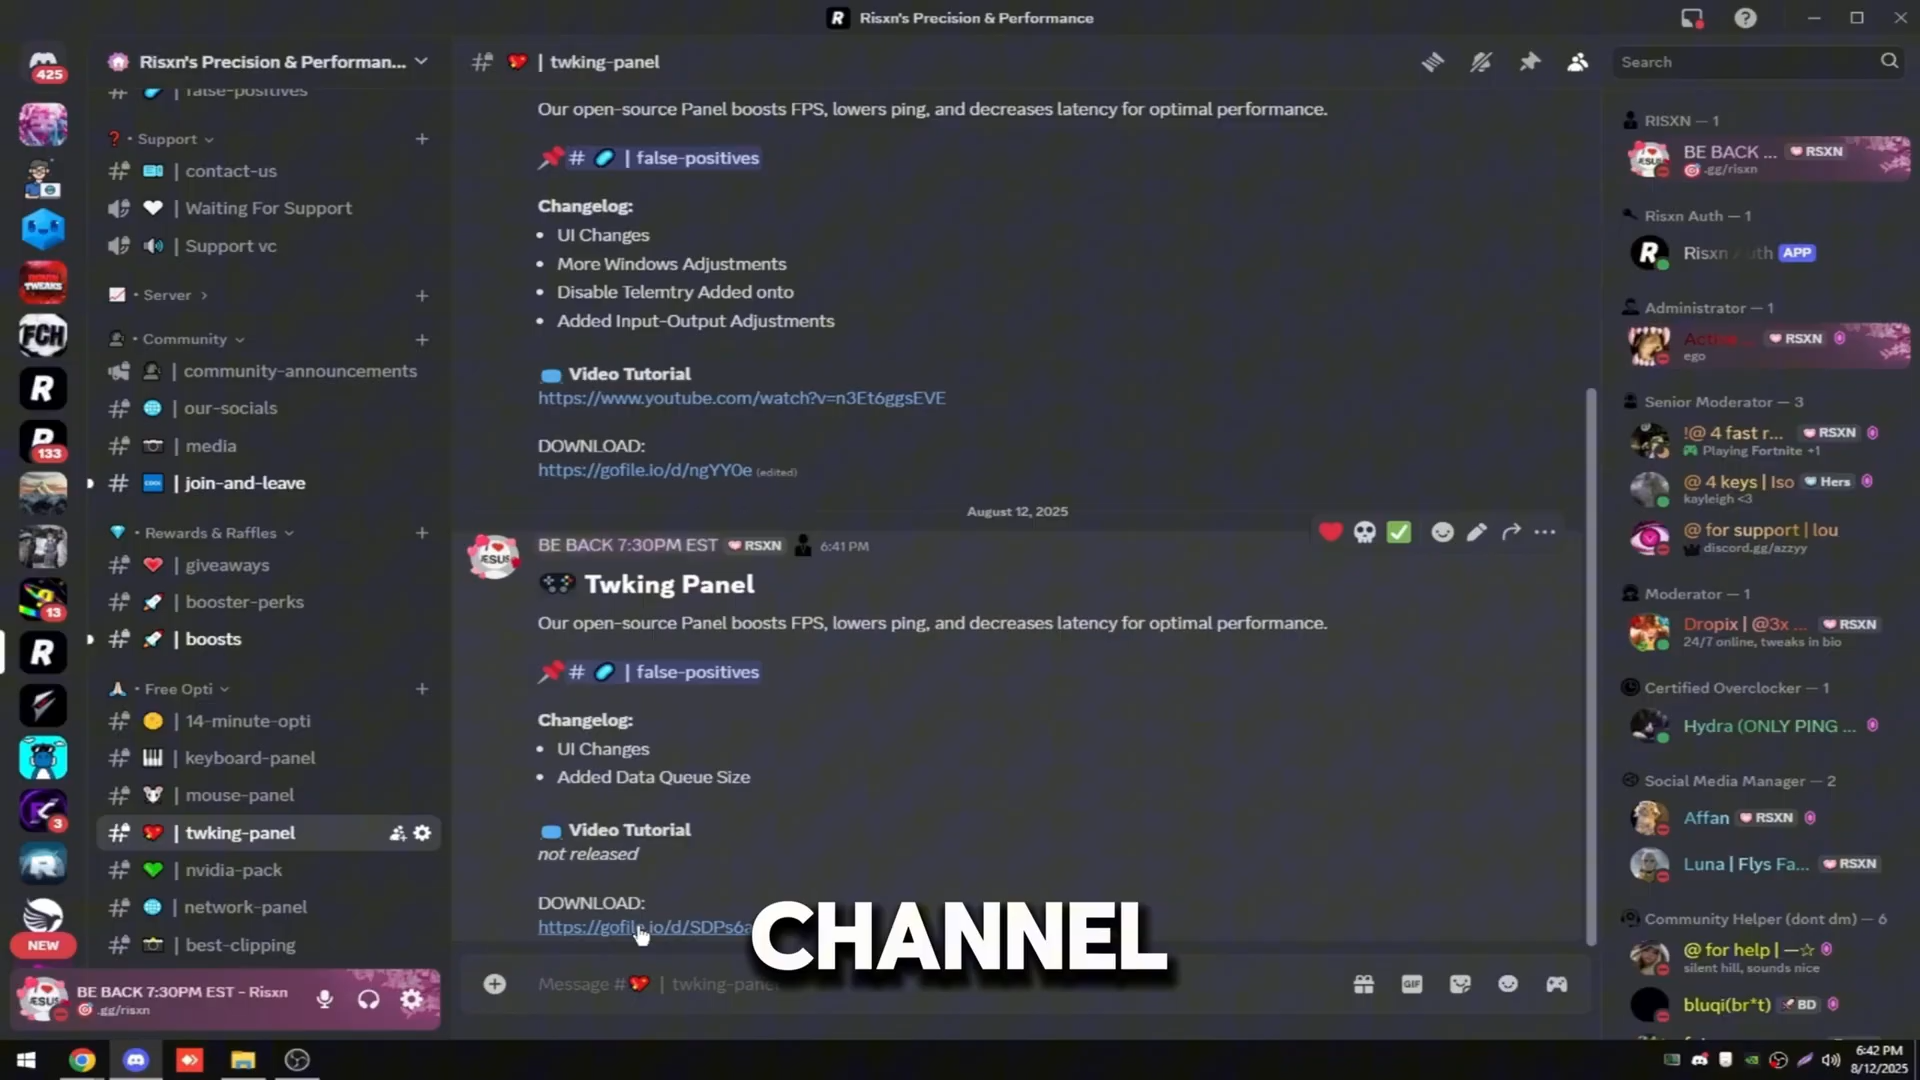 Risxn's Precision & Performance
425
Risxn's Precision & Performan...
| twking-panel
Search
false-positives
Support
| contact-us
| Waiting For Support
| Support vc
Server
Community
| community-announcements
| our-socials
| media
| join-and-leave
Rewards & Raffles
| giveaways
| booster-perks
| boosts
Free Opti
| 14-minute-opti
| keyboard-panel
| mouse-panel
| twking-panel
| nvidia-pack
| network-panel
| best-clipping
TWEAKS
FCH
R
133
13
R
3
NEW
BE BACK 7:30PM EST - Risxn
.gg/risxn
Our open-source Panel boosts FPS, lowers ping, and decreases latency for optimal performance.
# | false-positives
Changelog:
• UI Changes
• More Windows Adjustments
• Disable Telemtry Added onto
• Added Input-Output Adjustments
Video Tutorial
https://www.youtube.com/watch?v=n3Et6ggsEVE
DOWNLOAD:
https://gofile.io/d/ngYY0e (edited)
August 12, 2025
BE BACK 7:30PM EST RSXN 6:41 PM
Twking Panel
Our open-source Panel boosts FPS, lowers ping, and decreases latency for optimal performance.
# | false-positives
Changelog:
• UI Changes
• Added Data Queue Size
Video Tutorial
not released
DOWNLOAD:
https://gofile.io/d/SDPs6a
CHANNEL
Message # | twking-panel
GIF
RISXN — 1
BE BACK ... RSXN
.gg/risxn
Risxn Auth — 1
Risxn Auth APP
Administrator — 1
RSXN
ego
Senior Moderator — 3
!@ 4 fast r... RSXN
Playing Fortnite +1
@ 4 keys | Iso Hers
kayleigh <3
@ for support | lou
discord.gg/azzyy
Moderator — 1
Dropix | @3x ... RSXN
24/7 online, tweaks in bio
Certified Overclocker — 1
Hydra (ONLY PING ...
Social Media Manager — 2
Affan RSXN
Luna | Flys Fa... RSXN
Community Helper (dont dm) — 6
@ for help | —☆
silent hill, sounds nice
bluqi(br*t) BD
6:42 PM
8/12/2025